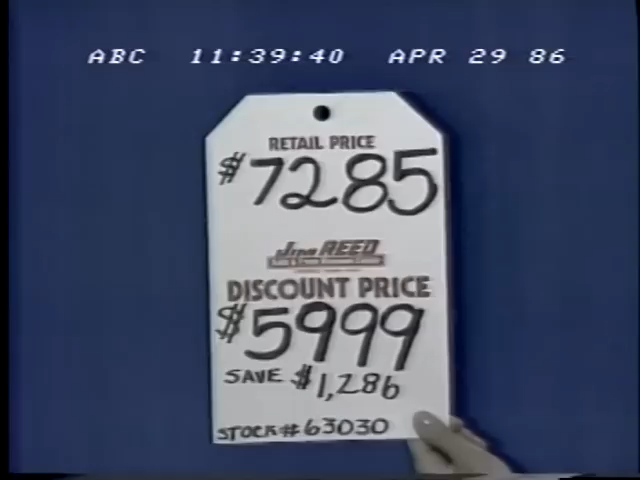 ABC 11:39:40 APR 29 86
RETAIL PRICE
$7285
Jim REED
DISCOUNT PRICE
$5999
SAVE $1,286
STOCK#63030